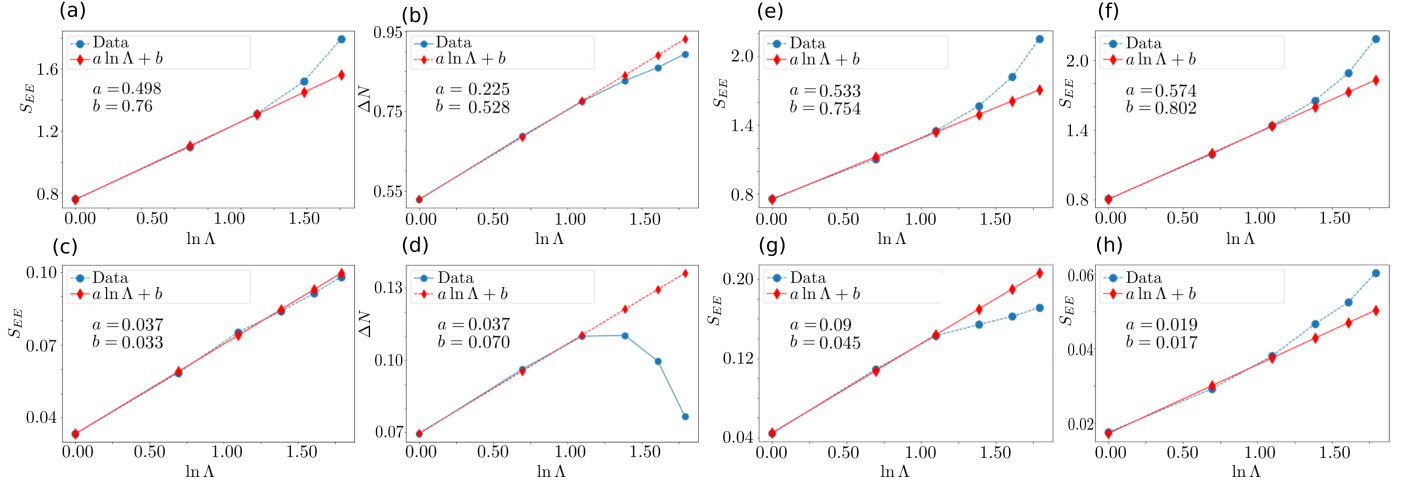 (a)
Data
a ln Λ + b
a = 0.498
b = 0.76
S_EE
1.6
1.2
0.8
0.00 0.50 1.00 1.50
ln Λ
(b)
0.95
Data
a ln Λ + b
a = 0.225
b = 0.528
ΔN
0.75
0.55
0.00 0.50 1.00 1.50
ln Λ
(e)
Data
a ln Λ + b
a = 0.533
b = 0.754
S_EE
2.0
1.4
0.8
0.00 0.50 1.00 1.50
ln Λ
(f)
Data
a ln Λ + b
a = 0.574
b = 0.802
S_EE
2.0
1.4
0.8
0.00 0.50 1.00 1.50
ln Λ
(c)
Data
a ln Λ + b
a = 0.037
b = 0.033
S_EE
0.10
0.07
0.04
0.00 0.50 1.00 1.50
ln Λ
(d)
Data
a ln Λ + b
a = 0.037
b = 0.070
ΔN
0.13
0.10
0.07
0.00 0.50 1.00 1.50
ln Λ
(g)
Data
a ln Λ + b
a = 0.09
b = 0.045
S_EE
0.20
0.12
0.04
0.00 0.50 1.00 1.50
ln Λ
(h)
Data
a ln Λ + b
a = 0.019
b = 0.017
S_EE
0.06
0.04
0.02
0.00 0.50 1.00 1.50
ln Λ